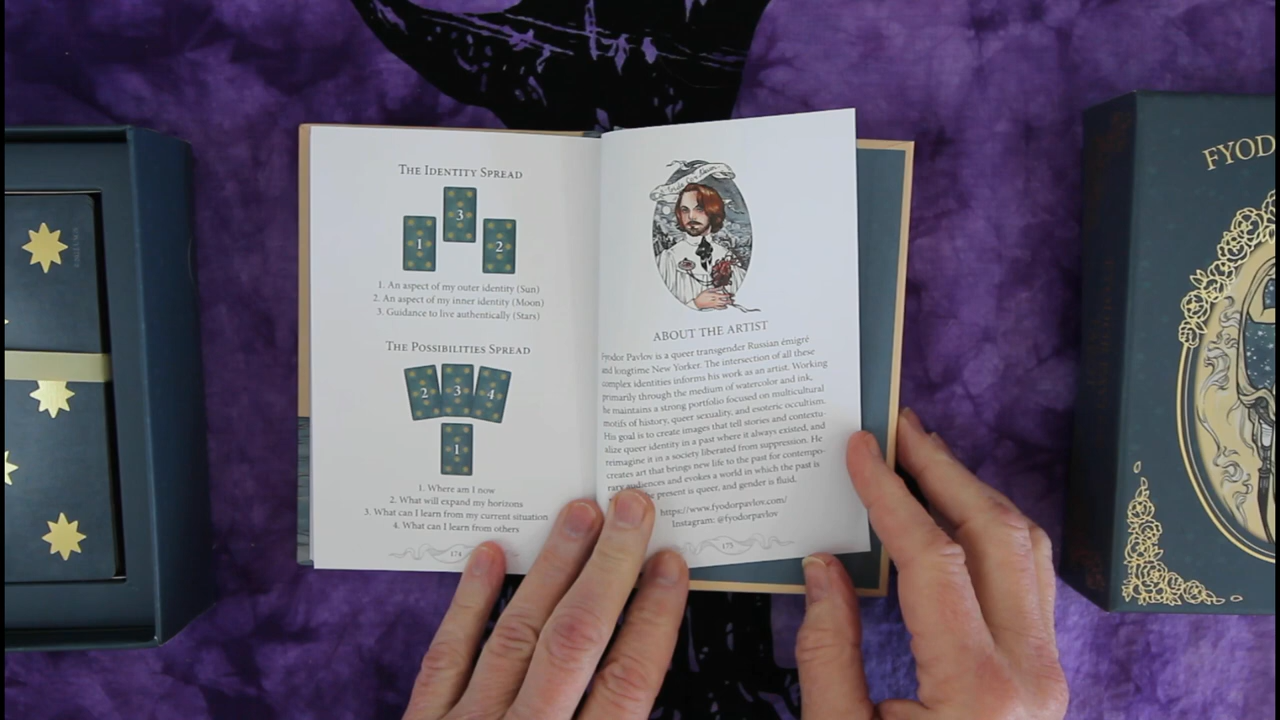 THE IDENTITY SPREAD
3
1
2
1. An aspect of my outer identity (Sun)
2. An aspect of my inner identity (Moon)
3. Guidance to live authentically (Stars)
THE POSSIBILITIES SPREAD
2 3 4
1
1. Where am I now
2. What will expand my horizons
3. What can I learn from my current situation
4. What can I learn from others
174
ABOUT THE ARTIST
Fyodor Pavlov is a queer transgender Russian émigré
and longtime New Yorker. The intersection of all these
complex identities informs his work as an artist. Working
primarily through the medium of watercolor and ink,
he maintains a strong portfolio focused on multicultural
motifs of history, queer sexuality, and esoteric occultism.
His goal is to create images that tell stories and contextu-
alize queer identity in a past where it always existed, and
reimagine it in a society liberated from suppression. He
creates art that brings new life to the past for contempo-
rary audiences and evokes a world in which the past is
the present is queer, and gender is fluid.
https://www.fyodorpavlov.com/
Instagram: @fyodorpavlov
175
FYOD